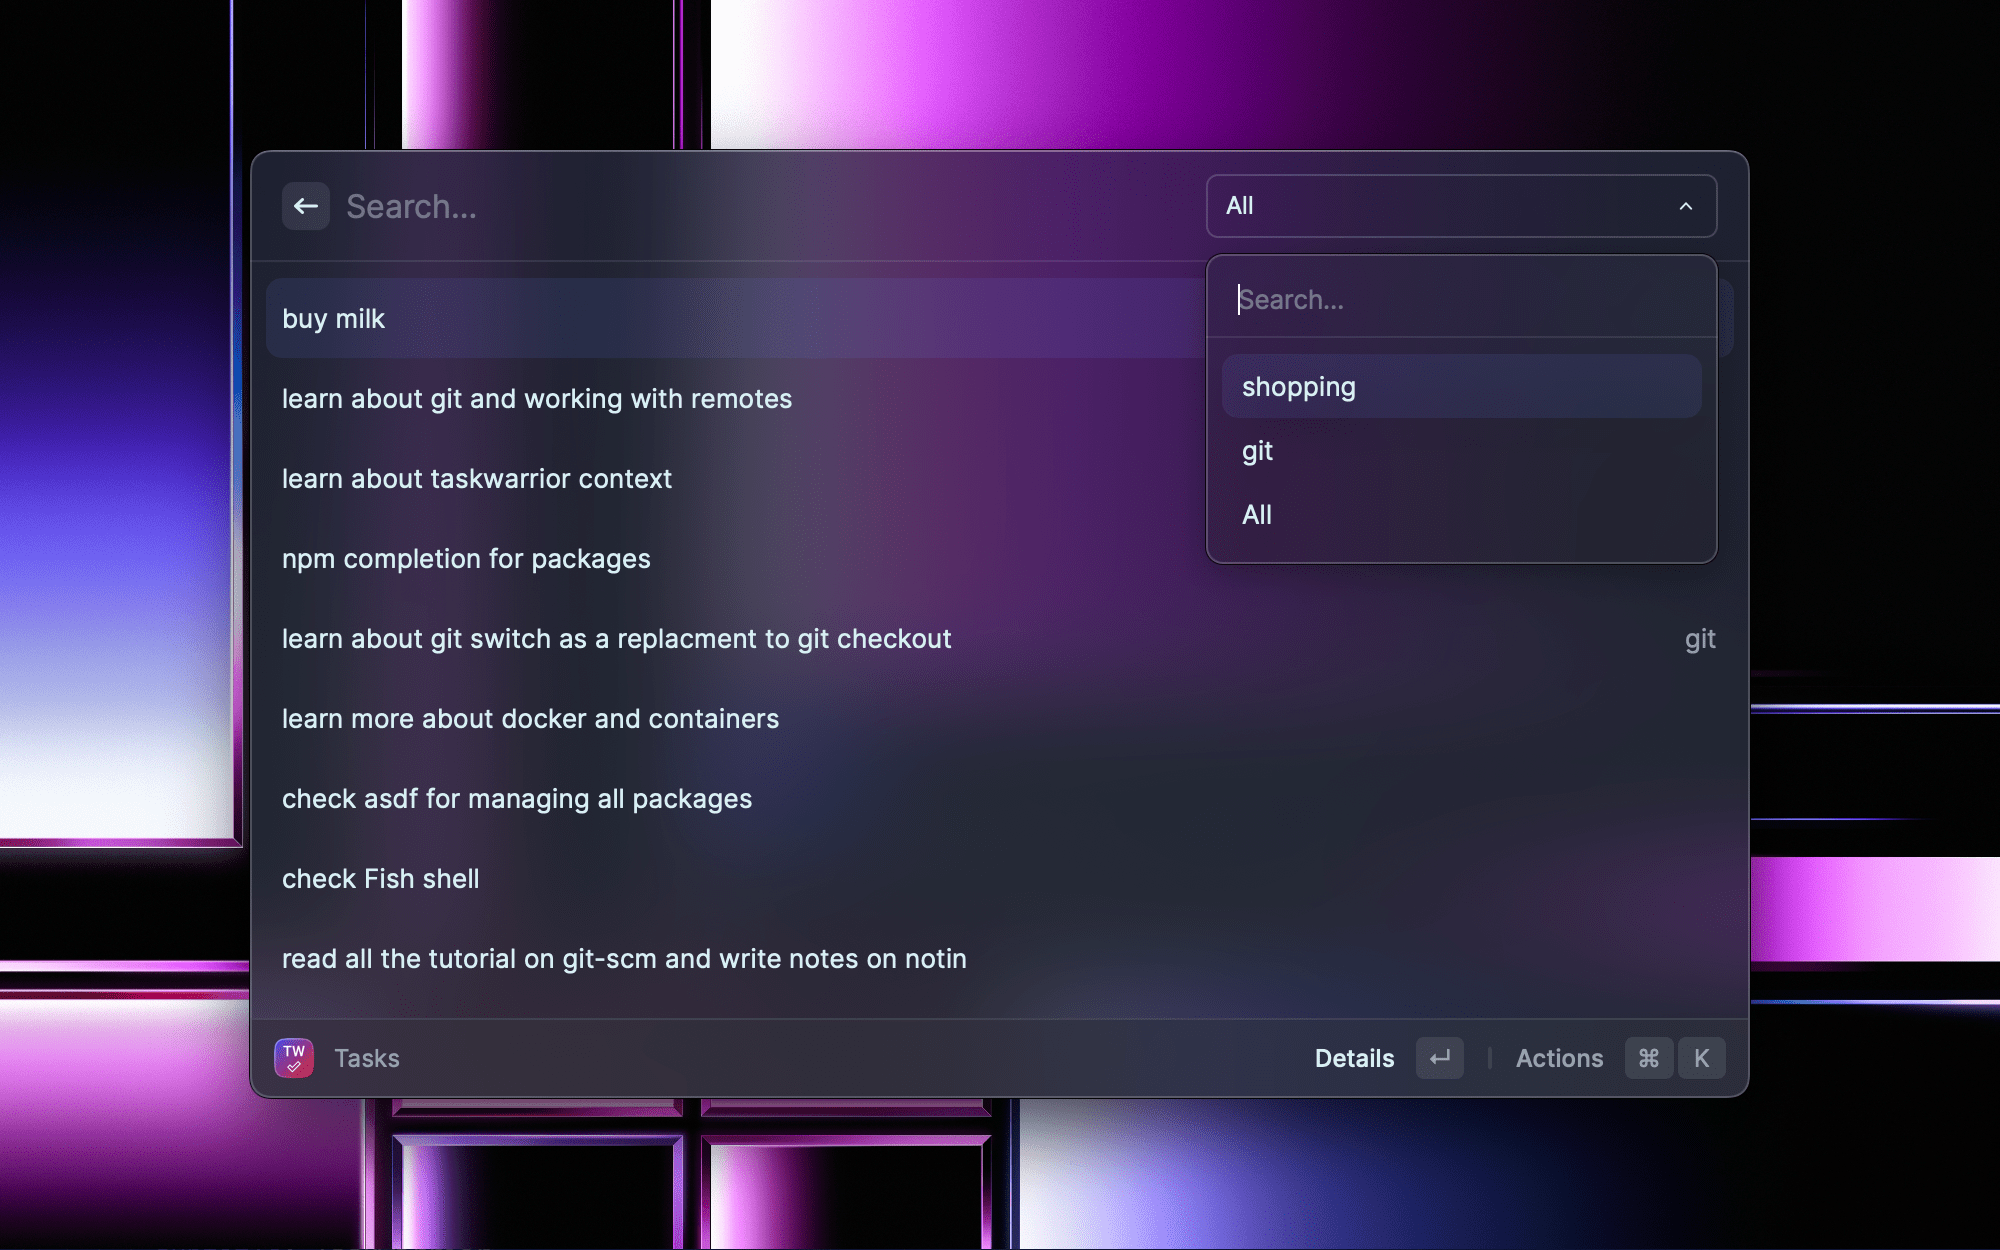 Search...
All
Search...
shopping
git
All
buy milk
learn about git and working with remotes
learn about taskwarrior context
npm completion for packages
learn about git switch as a replacment to git checkout
git
learn more about docker and containers
check asdf for managing all packages
check Fish shell
read all the tutorial on git-scm and write notes on notin
TW
Tasks
Details
Actions
⌘ K